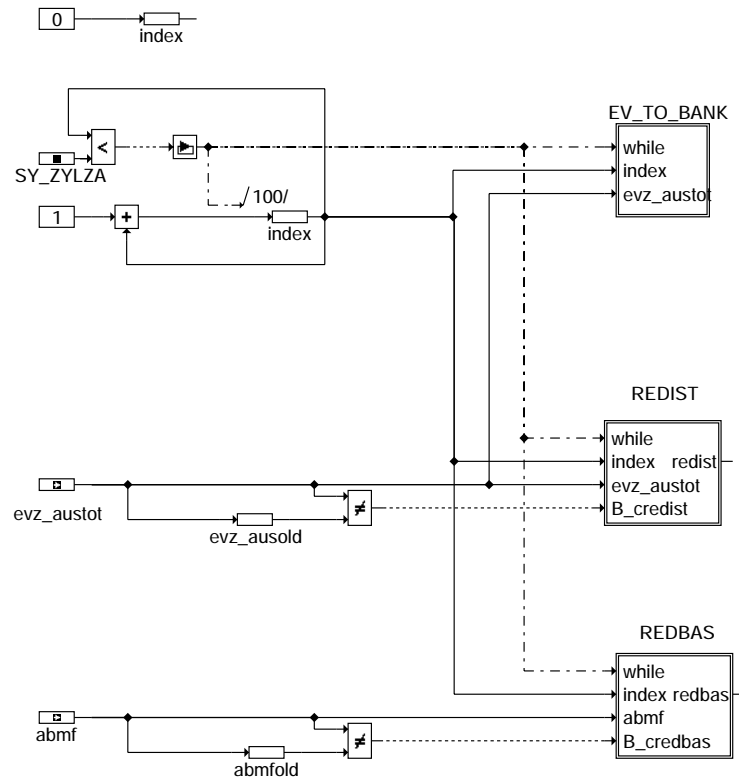 0
index
EV_TO_BANK
while
index
evz_austot
<
SY_ZYLZA
/100/
1
+
index
REDIST
while
index redist
evz_austot
B_credist
evz_austot
≠
evz_ausold
REDBAS
while
index redbas
abmf
B_credbas
abmf
≠
abmfold